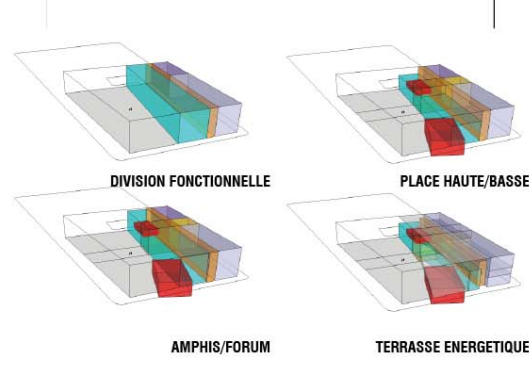 DIVISION FONCTIONNELLE
PLACE HAUTE/BASSE
AMPHIS/FORUM
TERRASSE ENERGETIQUE